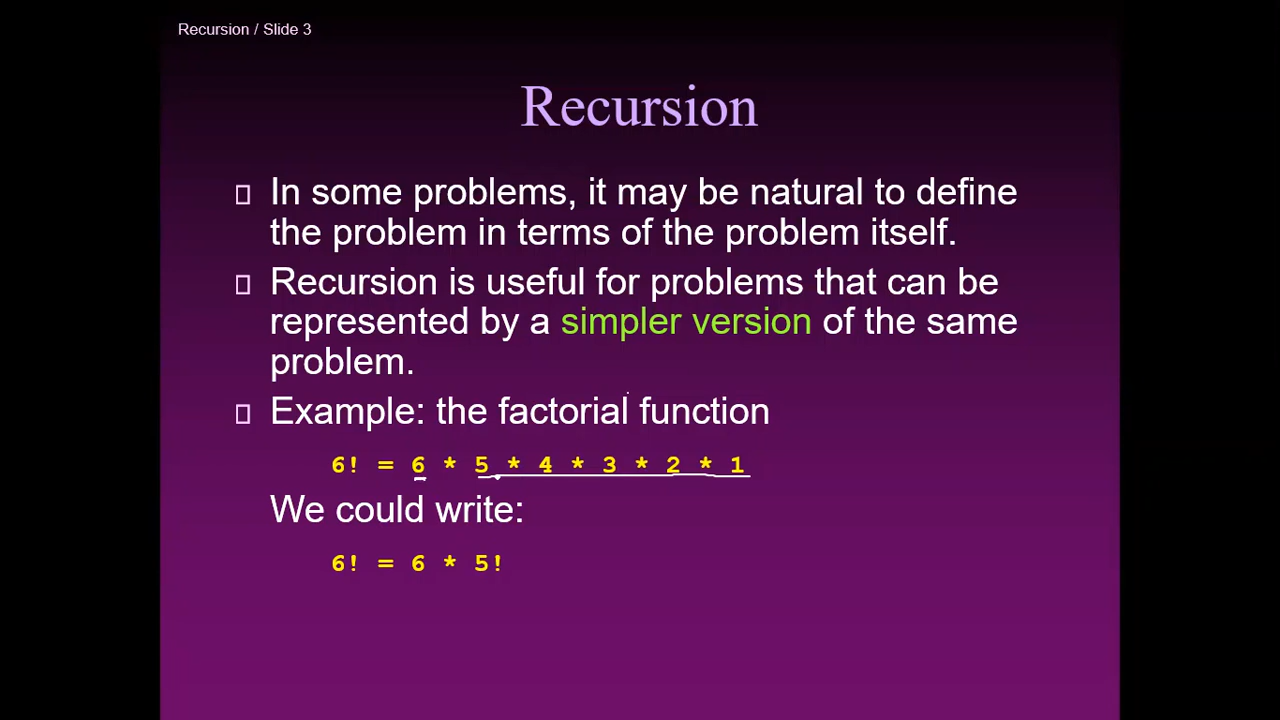 Recursion / Slide 3
Recursion
In some problems, it may be natural to define
the problem in terms of the problem itself.
Recursion is useful for problems that can be
represented by a simpler version of the same
problem.
Example: the factorial function
6! = 6 * 5 * 4 * 3 * 2 * 1
We could write:
6! = 6 * 5!